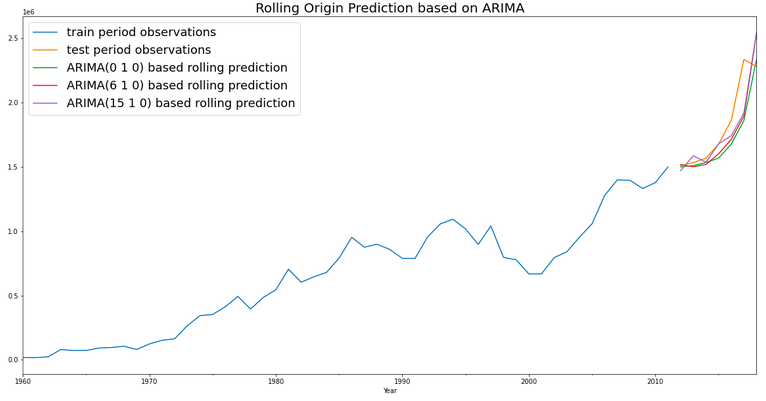 Rolling Origin Prediction based on ARIMA
1e6
train period observations
test period observations
ARIMA(0 1 0) based rolling prediction
ARIMA(6 1 0) based rolling prediction
ARIMA(15 1 0) based rolling prediction
2.5
2.0
1.5
1.0
0.5
0.0
1960 1970 1980 1990 2000 2010
Year